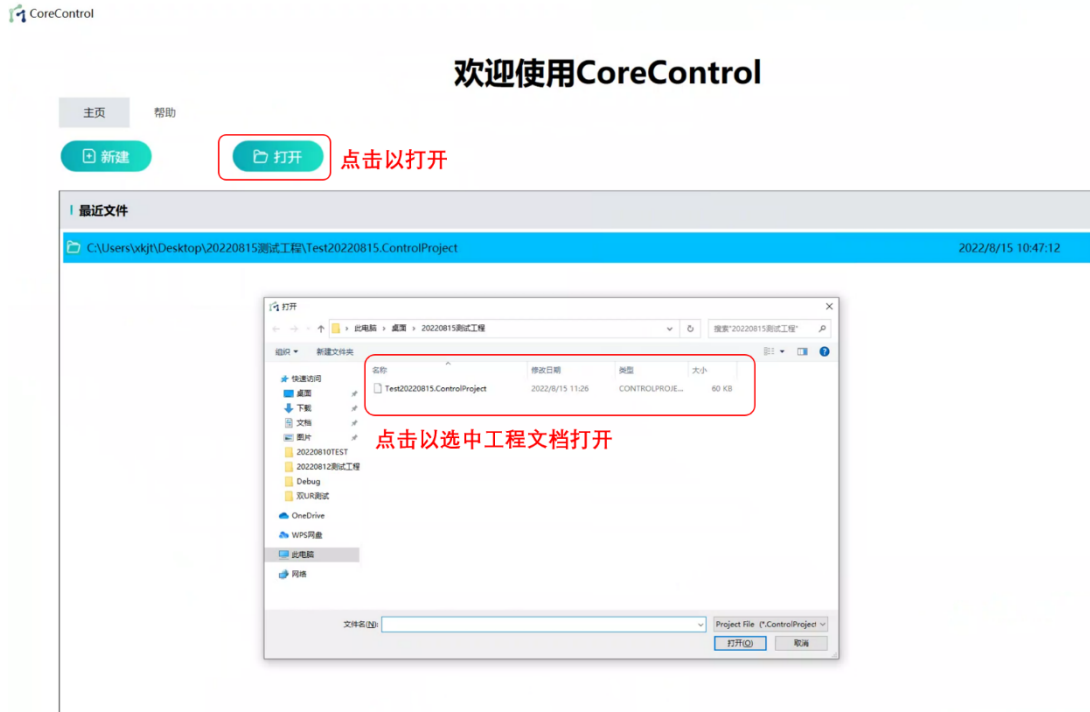 CoreControl
欢迎使用CoreControl
主页 帮助
新建 打开 点击以打开
最近文件
C:\Users\xkjt\Desktop\20220815测试工程\Test20220815.ControlProject 2022/8/15 10:47:12
打开
此电脑 › 桌面 › 20220815测试工程 搜索"20220815测试工程"
组织 新建文件夹
名称 修改日期 类型 大小
Test20220815.ControlProject 2022/8/15 11:26 CONTROLPROJE... 60 KB
点击以选中工程文档打开
快速访问
桌面
下载
文档
图片
20220810TEST
20220812测试工程
Debug
双UR测试
OneDrive
WPS网盘
此电脑
网络
文件名(N): Project File (*.ControlProject
打开(O) 取消